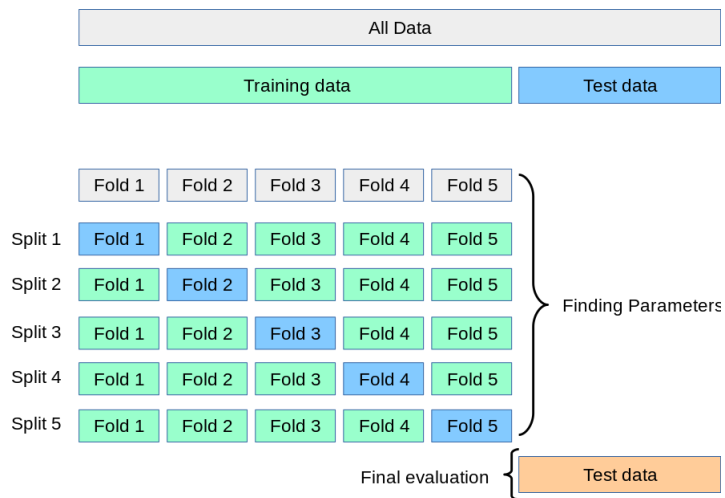 All Data
Training data Test data
Fold 1 Fold 2 Fold 3 Fold 4 Fold 5
Split 1 Fold 1 Fold 2 Fold 3 Fold 4 Fold 5
Split 2 Fold 1 Fold 2 Fold 3 Fold 4 Fold 5
Finding Parameters
Split 3 Fold 1 Fold 2 Fold 3 Fold 4 Fold 5
Split 4 Fold 1 Fold 2 Fold 3 Fold 4 Fold 5
Split 5 Fold 1 Fold 2 Fold 3 Fold 4 Fold 5
Final evaluation Test data